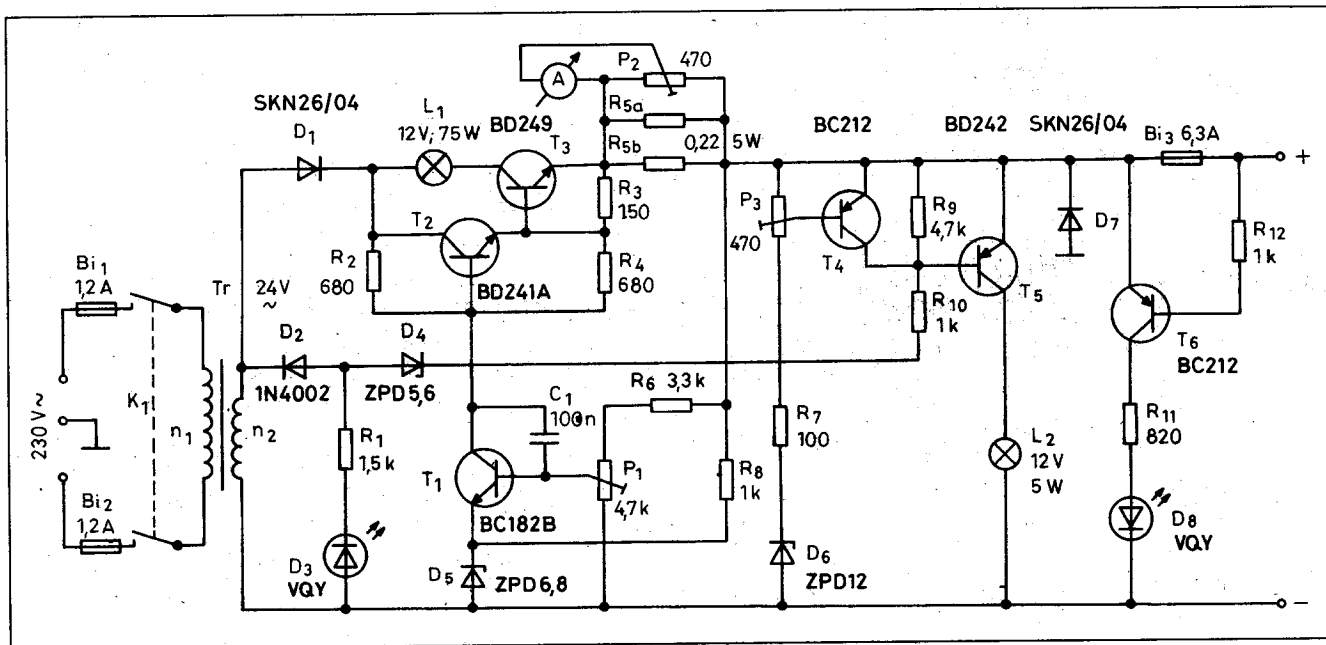 P2 470
A
R5a
SKN26/04
D1
L1
12V; 75W
BD249
T3
R5b
0,22 5W
BC212
BD242
SKN26/04
Bi3 6,3A
+
R3
150
T2
R2
680
R4
680
BD241A
P3
470
T4
R9
4,7k
T5
D7
R12
1k
Bi1
1,2A
Tr
24V
~
R10
1k
T6
BC212
D2
1N4002
D4
ZPD5,6
230 V~
K1
n1
n2
R1
1,5k
C1
100n
R6 3,3k
R7
100
R11
820
T1
BC182B
P1
4,7k
R8
1k
L2
12V
5W
Bi2
1,2A
D3
VQY
D5
ZPD6,8
D6
ZPD12
D8
VQY
−